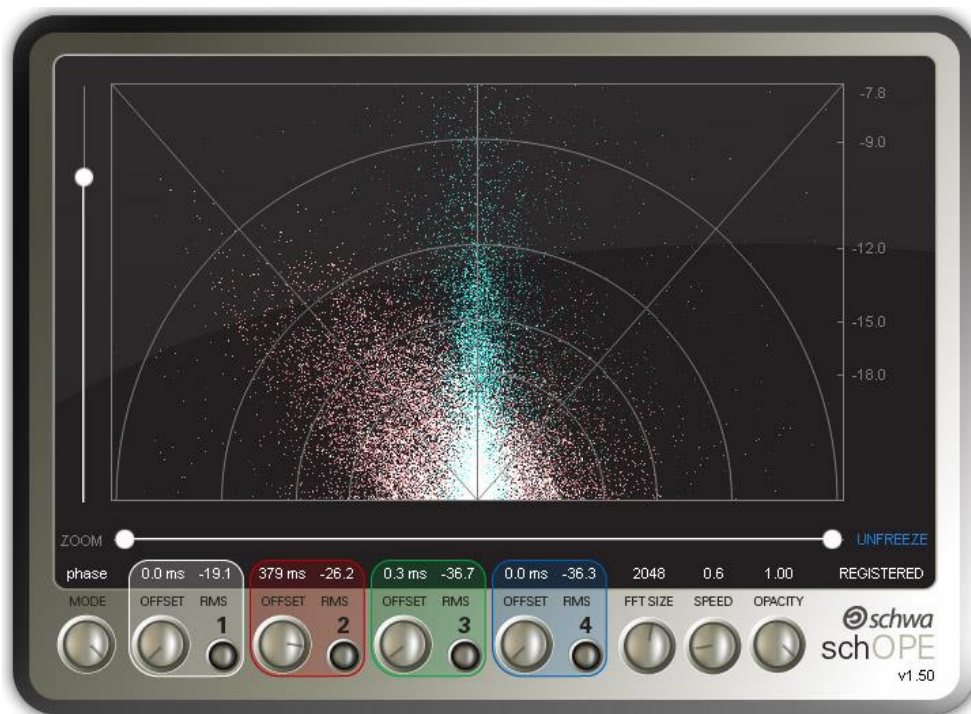 -7.8
-9.0
-12.0
-15.0
-18.0
ZOOM UNFREEZE
phase 0.0 ms -19.1 379 ms -26.2 0.3 ms -36.7 0.0 ms -36.3 2048 0.6 1.00 REGISTERED
MODE OFFSET RMS OFFSET RMS OFFSET RMS OFFSET RMS FFT SIZE SPEED OPACITY
1 2 3 4
schwa
schOPE
v1.50